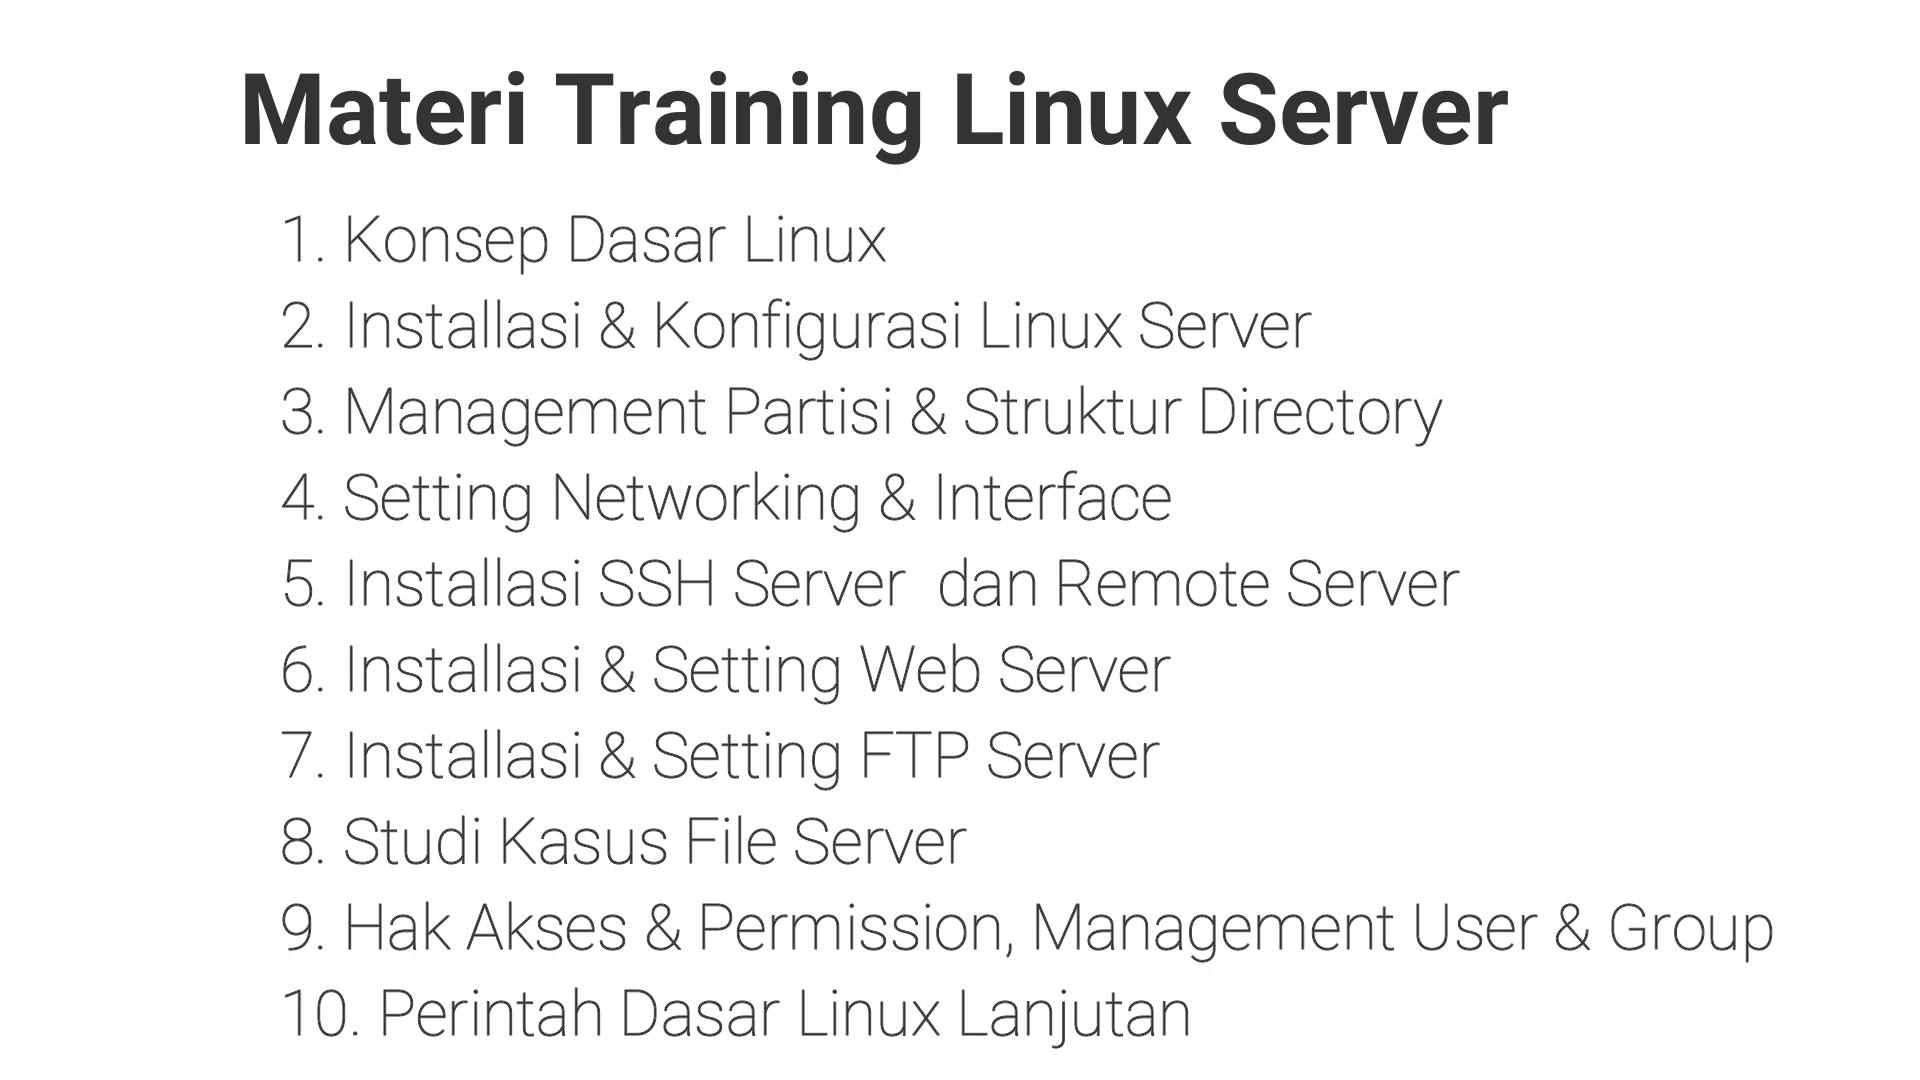 Materi Training Linux Server
1. Konsep Dasar Linux
2. Installasi & Konfigurasi Linux Server
3. Management Partisi & Struktur Directory
4. Setting Networking & Interface
5. Installasi SSH Server  dan Remote Server
6. Installasi & Setting Web Server
7. Installasi & Setting FTP Server
8. Studi Kasus File Server
9. Hak Akses & Permission, Management User & Group
10. Perintah Dasar Linux Lanjutan